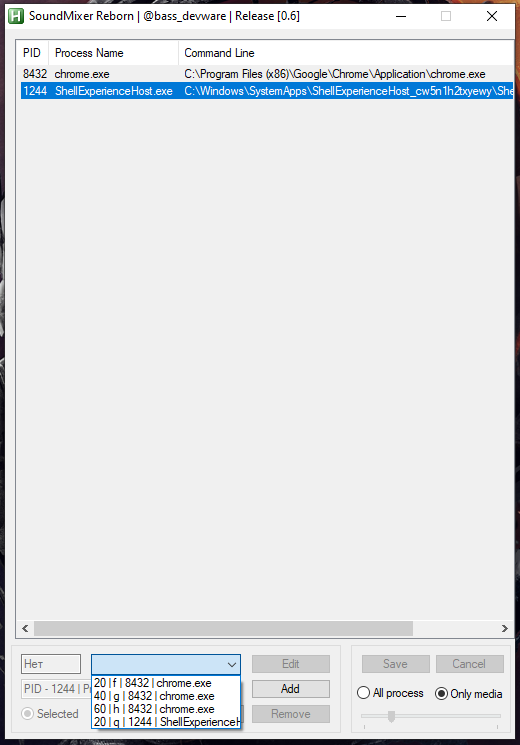 SoundMixer Reborn | @bass_devware | Release [0.6]
PID Process Name Command Line
8432 chrome.exe C:\Program Files (x86)\Google\Chrome\Application\chrome.exe
1244 ShellExperienceHost.exe C:\Windows\SystemApps\ShellExperienceHost_cw5n1h2txyewy\She
Нет
Edit
Save
Cancel
PID - 1244 | P
20 | f | 8432 | chrome.exe
40 | g | 8432 | chrome.exe
60 | h | 8432 | chrome.exe
20 | q | 1244 | ShellExperienceH
Add
All process
Only media
Selected
Remove